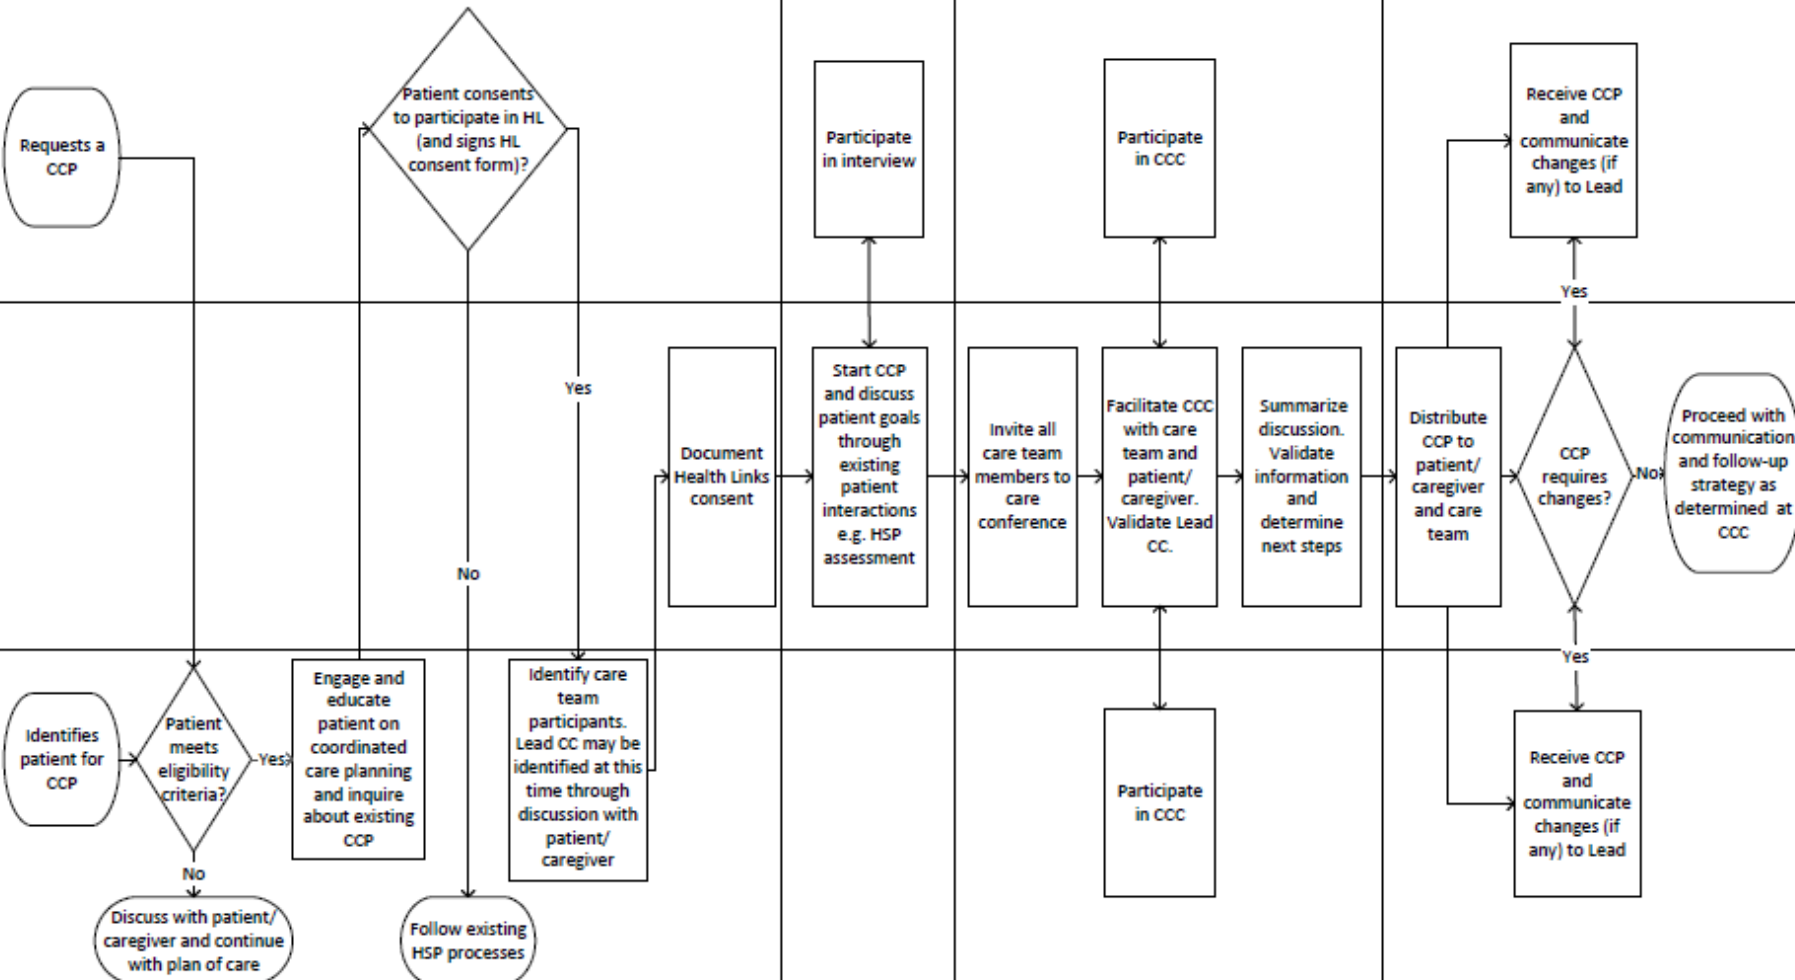 Requests a
CCP
Patient consents
to participate in HL
(and signs HL
consent form)?
Participate
in interview
Participate
in CCC
Receive CCP
and
communicate
changes (if
any) to Lead
Yes
Yes
No
Document
Health Links
consent
Start CCP
and discuss
patient goals
through
existing
patient
interactions
e.g. HSP
assessment
Invite all
care team
members to
care
conference
Facilitate CCC
with care
team and
patient/
caregiver.
Validate Lead
CC.
Summarize
discussion.
Validate
information
and
determine
next steps
Distribute
CCP to
patient/
caregiver
and care
team
CCP
requires
changes?
No
Proceed with
communication
and follow-up
strategy as
determined at
CCC
Yes
Identifies
patient for
CCP
Patient
meets
eligibility
criteria?
Yes
No
Engage and
educate
patient on
coordinated
care planning
and inquire
about existing
CCP
Identify care
team
participants.
Lead CC may be
identified at this
time through
discussion with
patient/
caregiver
Participate
in CCC
Receive CCP
and
communicate
changes (if
any) to Lead
Discuss with patient/
caregiver and continue
with plan of care
Follow existing
HSP processes